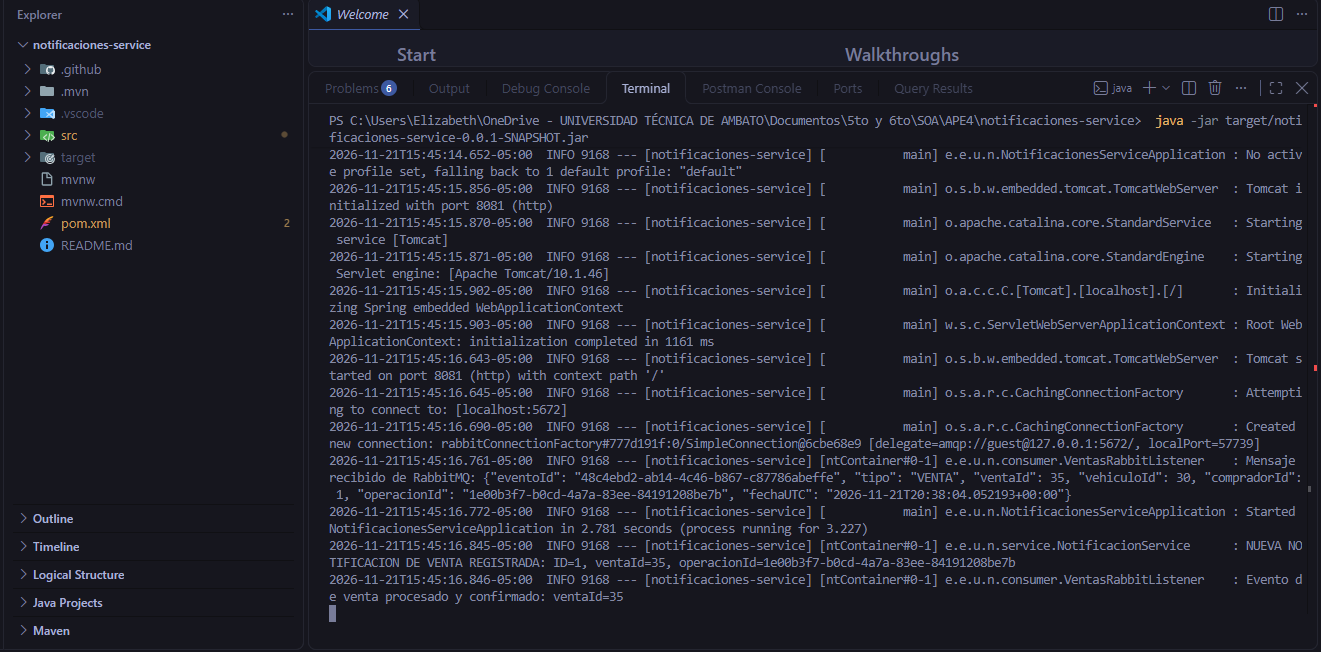 Explorer
···
notificaciones-service
.github
.mvn
.vscode
src
target
mvnw
mvnw.cmd
pom.xml 2
README.md
Outline
Timeline
Logical Structure
Java Projects
Maven
Welcome
···
Start
Walkthroughs
Problems 6 Output Debug Console Terminal Postman Console Ports Query Results
java
···
PS C:\Users\Elizabeth\OneDrive - UNIVERSIDAD TÉCNICA DE AMBATO\Documentos\5to y 6to\SOA\APE4\notificaciones-service> java -jar target/noti
ficaciones-service-0.0.1-SNAPSHOT.jar
2026-11-21T15:45:14.652-05:00 INFO 9168 --- [notificaciones-service] [ main] e.e.u.n.NotificacionesServiceApplication : No activ
e profile set, falling back to 1 default profile: "default"
2026-11-21T15:45:15.856-05:00 INFO 9168 --- [notificaciones-service] [ main] o.s.b.w.embedded.tomcat.TomcatWebServer : Tomcat i
nitialized with port 8081 (http)
2026-11-21T15:45:15.870-05:00 INFO 9168 --- [notificaciones-service] [ main] o.apache.catalina.core.StandardService : Starting
service [Tomcat]
2026-11-21T15:45:15.871-05:00 INFO 9168 --- [notificaciones-service] [ main] o.apache.catalina.core.StandardEngine : Starting
Servlet engine: [Apache Tomcat/10.1.46]
2026-11-21T15:45:15.902-05:00 INFO 9168 --- [notificaciones-service] [ main] o.a.c.c.C.[Tomcat].[localhost].[/] : Initiali
zing Spring embedded WebApplicationContext
2026-11-21T15:45:15.903-05:00 INFO 9168 --- [notificaciones-service] [ main] w.s.c.ServletWebServerApplicationContext : Root Web
ApplicationContext: initialization completed in 1161 ms
2026-11-21T15:45:16.643-05:00 INFO 9168 --- [notificaciones-service] [ main] o.s.b.w.embedded.tomcat.TomcatWebServer : Tomcat s
tarted on port 8081 (http) with context path '/'
2026-11-21T15:45:16.645-05:00 INFO 9168 --- [notificaciones-service] [ main] o.s.a.r.c.CachingConnectionFactory : Attempti
ng to connect to: [localhost:5672]
2026-11-21T15:45:16.690-05:00 INFO 9168 --- [notificaciones-service] [ main] o.s.a.r.c.CachingConnectionFactory : Created
new connection: rabbitConnectionFactory#777d191f:0/SimpleConnection@6cbe68e9 [delegate=amqp://guest@127.0.0.1:5672/, localPort=57739]
2026-11-21T15:45:16.761-05:00 INFO 9168 --- [notificaciones-service] [ntContainer#0-1] e.e.u.n.consumer.VentasRabbitListener : Mensaje
recibido de RabbitMQ: {"eventoId": "48c4ebd2-ab14-4c46-b867-c87786abeffe", "tipo": "VENTA", "ventaId": 35, "vehiculoId": 30, "compradorId":
1, "operacionId": "1e00b3f7-b0cd-4a7a-83ee-84191208be7b", "fechaUTC": "2026-11-21T20:38:04.052193+00:00"}
2026-11-21T15:45:16.772-05:00 INFO 9168 --- [notificaciones-service] [ main] e.e.u.n.NotificacionesServiceApplication : Started
NotificacionesServiceApplication in 2.781 seconds (process running for 3.227)
2026-11-21T15:45:16.845-05:00 INFO 9168 --- [notificaciones-service] [ntContainer#0-1] e.e.u.n.service.NotificacionService : NUEVA NO
TIFICACION DE VENTA REGISTRADA: ID=1, ventaId=35, operacionId=1e00b3f7-b0cd-4a7a-83ee-84191208be7b
2026-11-21T15:45:16.846-05:00 INFO 9168 --- [notificaciones-service] [ntContainer#0-1] e.e.u.n.consumer.VentasRabbitListener : Evento d
e venta procesado y confirmado: ventaId=35